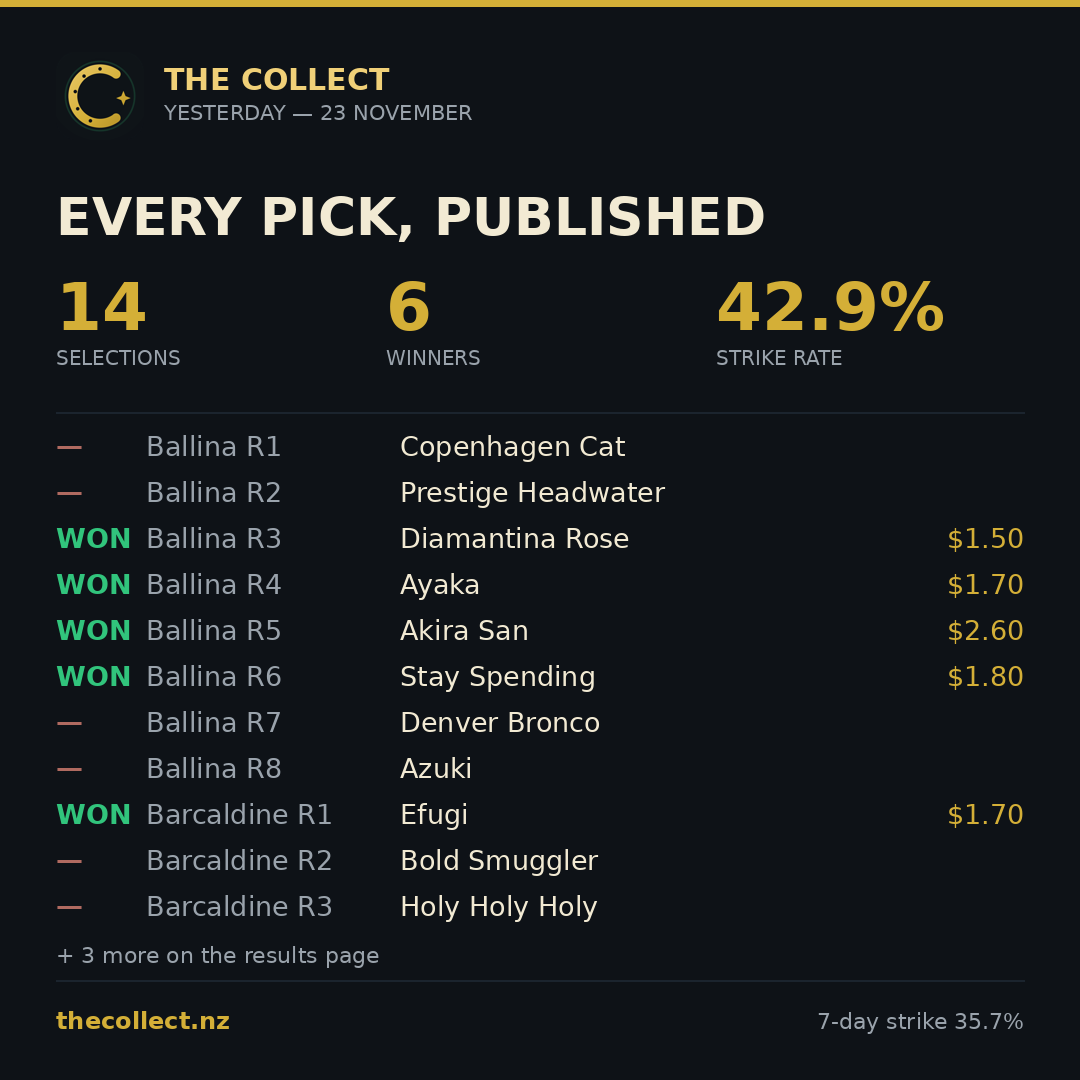 THE COLLECT
YESTERDAY — 23 NOVEMBER
EVERY PICK, PUBLISHED
14 6 42.9%
SELECTIONS WINNERS STRIKE RATE
— Ballina R1 Copenhagen Cat
— Ballina R2 Prestige Headwater
WON Ballina R3 Diamantina Rose $1.50
WON Ballina R4 Ayaka $1.70
WON Ballina R5 Akira San $2.60
WON Ballina R6 Stay Spending $1.80
— Ballina R7 Denver Bronco
— Ballina R8 Azuki
WON Barcaldine R1 Efugi $1.70
— Barcaldine R2 Bold Smuggler
— Barcaldine R3 Holy Holy Holy
+ 3 more on the results page
thecollect.nz 7-day strike 35.7%